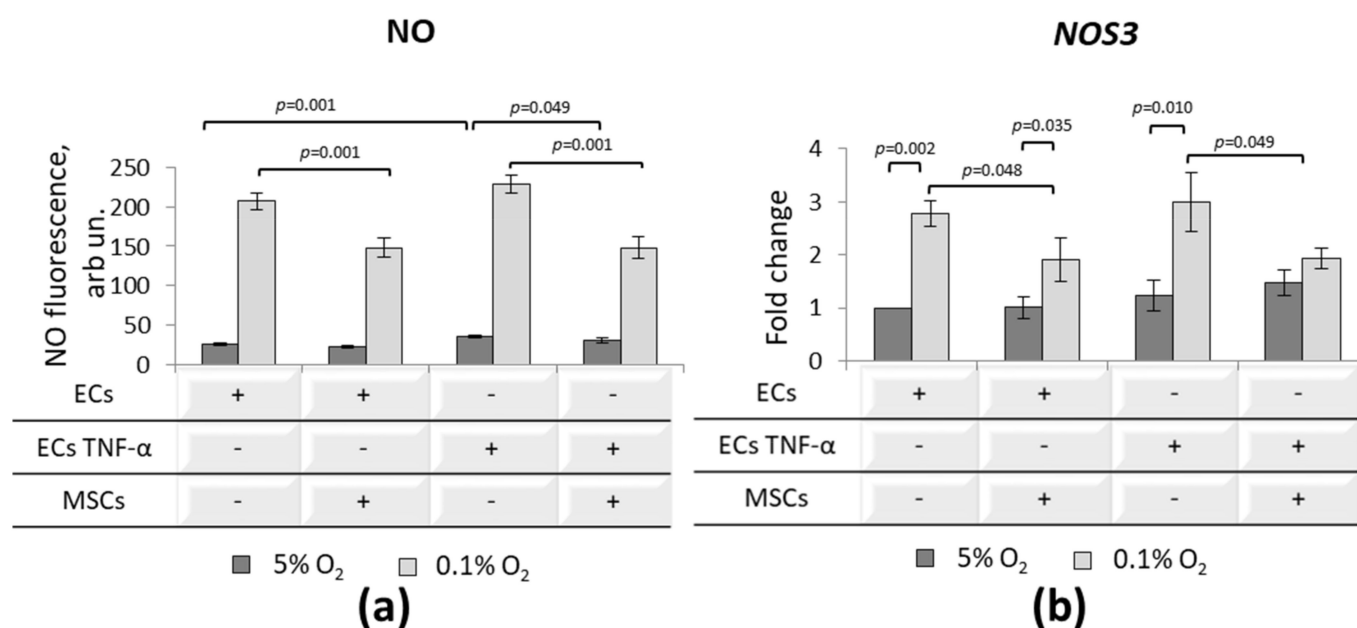 NO
p=0.001
p=0.049
p=0.001
p=0.001
NO fluorescence,
arb un.
250
200
150
100
50
0
ECs + + - -
ECs TNF-α - - + +
MSCs - + - +
5% O₂ 0.1% O₂
(a)
NOS3
p=0.010
p=0.035
p=0.002
p=0.049
p=0.048
Fold change
4
3
2
1
0
ECs + + - -
ECs TNF-α - - + +
MSCs - + - +
5% O₂ 0.1% O₂
(b)